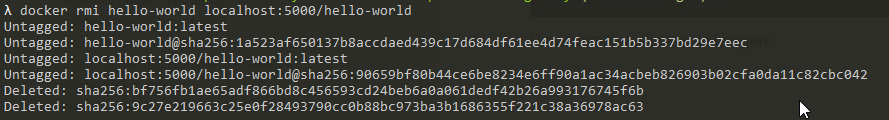 λ docker rmi hello-world localhost:5000/hello-world
Untagged: hello-world:latest
Untagged: hello-world@sha256:1a523af650137b8accdaed439c17d684df61ee4d74feac151b5b337bd29e7eec
Untagged: localhost:5000/hello-world:latest
Untagged: localhost:5000/hello-world@sha256:90659bf80b44ce6be8234e6ff90a1ac34acbeb826903b02cfa0da11c82cbc042
Deleted: sha256:bf756fb1ae65adf866bd8c456593cd24beb6a0a061dedf42b26a993176745f6b
Deleted: sha256:9c27e219663c25e0f28493790cc0b88bc973ba3b1686355f221c38a36978ac63